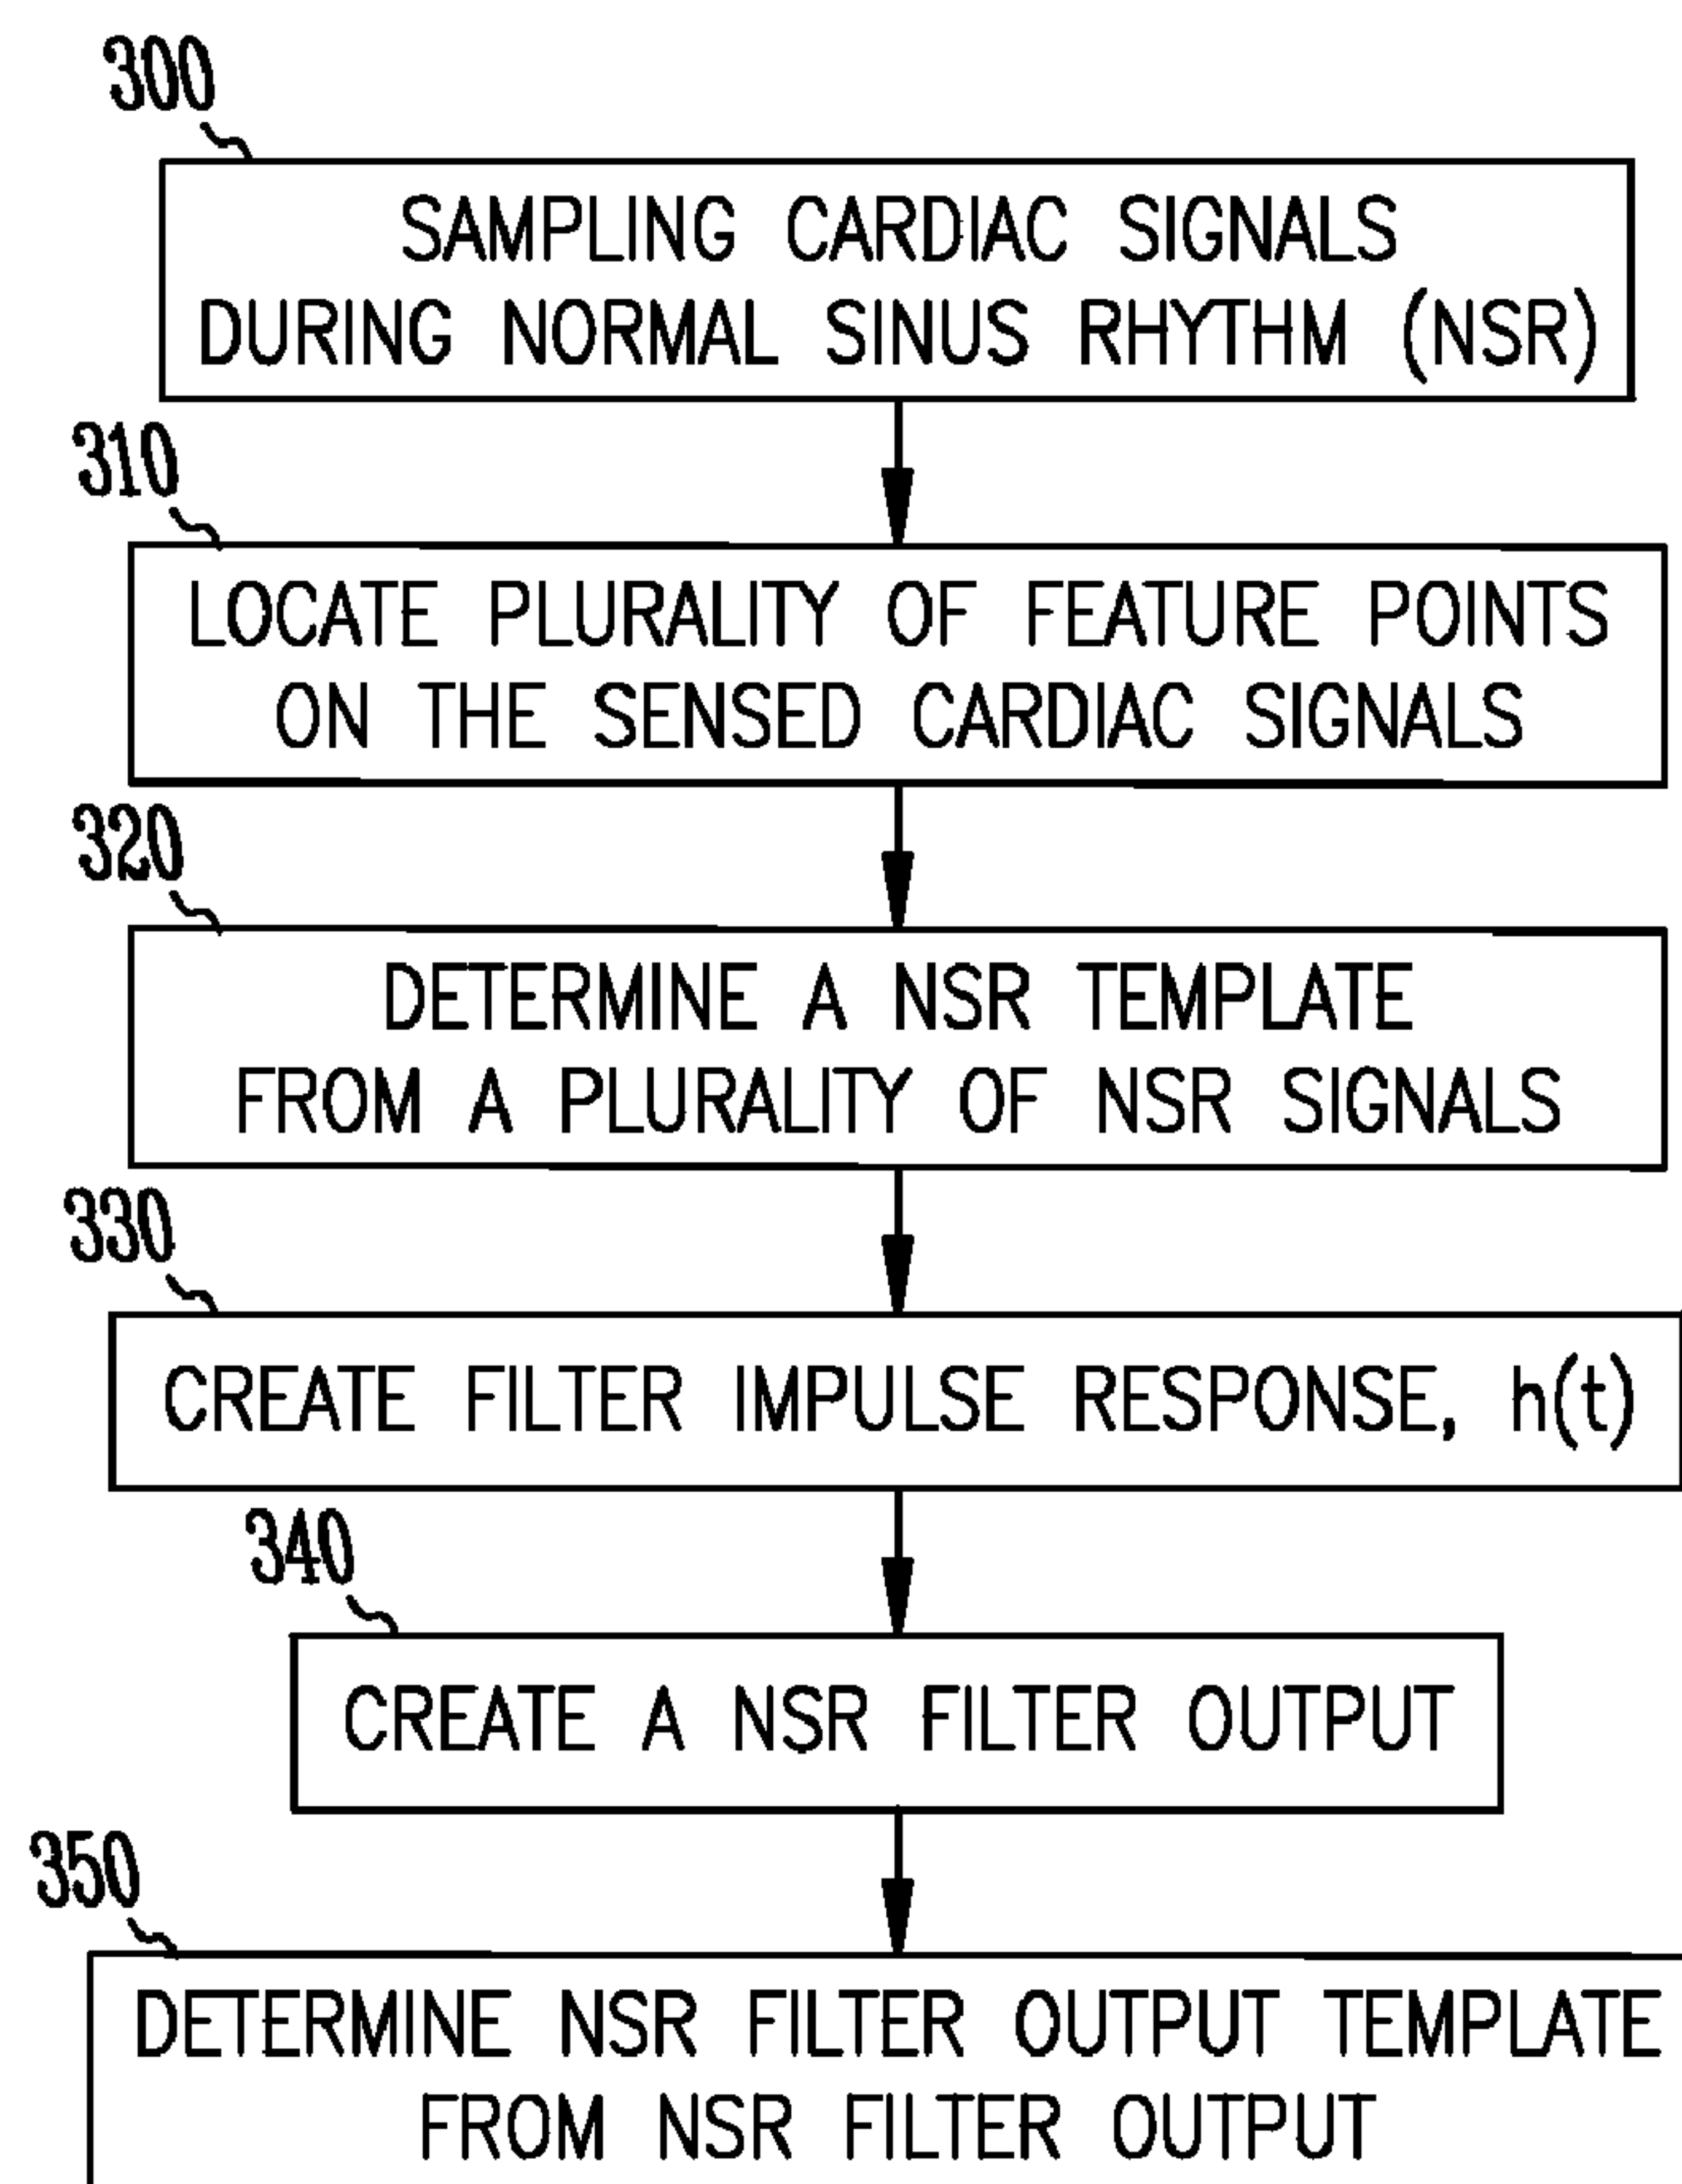 300
SAMPLING CARDIAC SIGNALS
DURING NORMAL SINUS RHYTHM (NSR)
310
LOCATE PLURALITY OF FEATURE POINTS
ON THE SENSED CARDIAC SIGNALS
320
DETERMINE A NSR TEMPLATE
FROM A PLURALITY OF NSR SIGNALS
330
CREATE FILTER IMPULSE RESPONSE, h(t)
340
CREATE A NSR FILTER OUTPUT
350
DETERMINE NSR FILTER OUTPUT TEMPLATE
FROM NSR FILTER OUTPUT